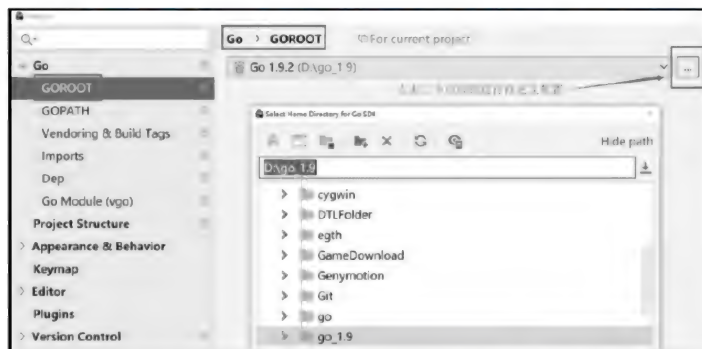 Go > GOROOT
For current project
Go
GOROOT
GOPATH
Vendoring & Build Tags
Imports
Dep
Go Module (vgo)
Project Structure
Appearance & Behavior
Keymap
Editor
Plugins
Version Control
Go 1.9.2 (D:\go_1.9)
...
Select Home Directory for Go SDK
Hide path
D:\go_1.9
cygwin
DTLFolder
egth
GameDownload
Genymotion
Git
go
go_1.9